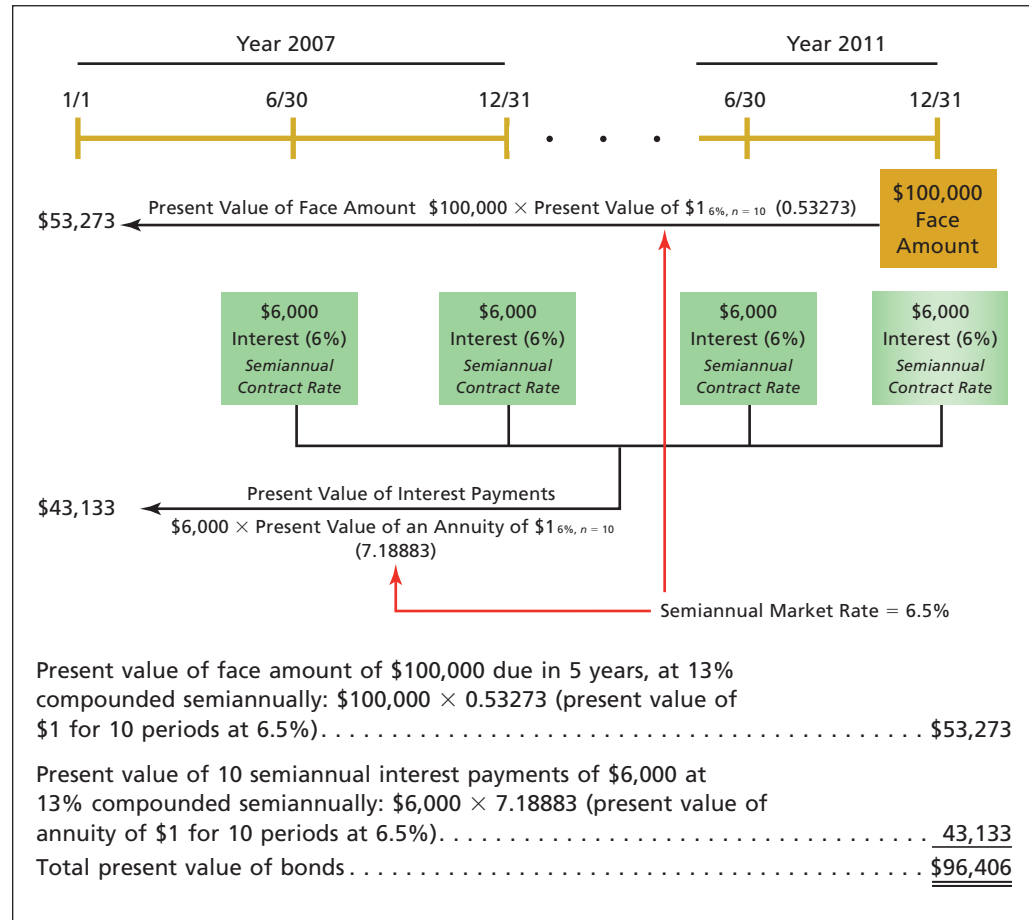 Year 2007 Year 2011
1/1 6/30 12/31 6/30 12/31
. . .
$100,000
Face
Amount
Present Value of Face Amount $100,000 × Present Value of $1 6%, n = 10 (0.53273)
$53,273
$6,000
Interest (6%)
Semiannual
Contract Rate
$6,000
Interest (6%)
Semiannual
Contract Rate
$6,000
Interest (6%)
Semiannual
Contract Rate
$6,000
Interest (6%)
Semiannual
Contract Rate
Present Value of Interest Payments
$43,133
$6,000 × Present Value of an Annuity of $1 6%, n = 10
(7.18883)
Semiannual Market Rate = 6.5%
Present value of face amount of $100,000 due in 5 years, at 13%
compounded semiannually: $100,000 × 0.53273 (present value of
$1 for 10 periods at 6.5%). . . . . . . . . . . . . . . . . . . . . . . . . . . . . . . . . . . . . . . . . . . . $53,273
Present value of 10 semiannual interest payments of $6,000 at
13% compounded semiannually: $6,000 × 7.18883 (present value of
annuity of $1 for 10 periods at 6.5%). . . . . . . . . . . . . . . . . . . . . . . . . . . . . . . . . . . 43,133
Total present value of bonds . . . . . . . . . . . . . . . . . . . . . . . . . . . . . . . . . . . . . . . . . . $96,406